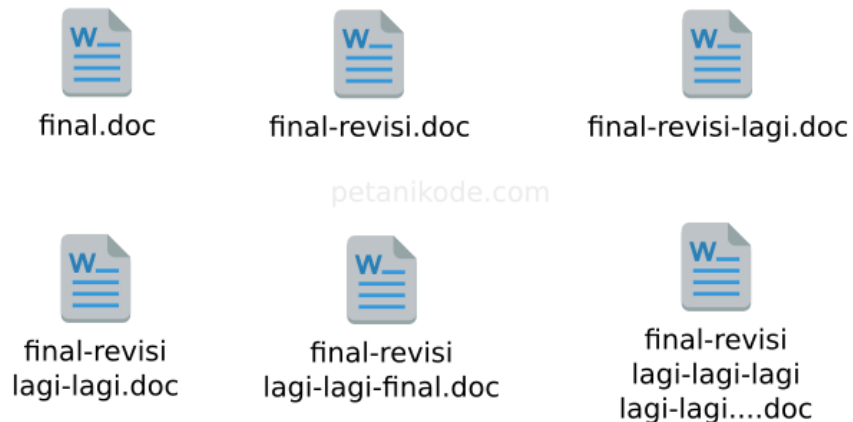 W
W
W
final.doc
final-revisi.doc
final-revisi-lagi.doc
petanikode.com
W
W
W
final-revisi
lagi-lagi.doc
final-revisi
lagi-lagi-final.doc
final-revisi
lagi-lagi-lagi
lagi-lagi....doc